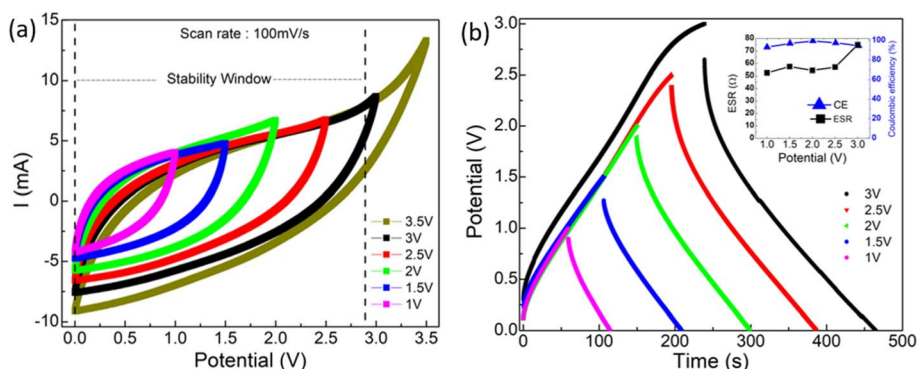 (a)
Scan rate : 100mV/s
Stability Window
I (mA)
15
10
5
0
-5
-10
3.5V
3V
2.5V
2V
1.5V
1V
0.0 0.5 1.0 1.5 2.0 2.5 3.0 3.5
Potential (V)
(b)
Potential (V)
3.0
2.5
2.0
1.5
1.0
0.5
0.0
ESR (Ω)
80
70
60
50
40
30
20
10
0
CE
ESR
100
80
60
40
20
0
Coulombic efficiency (%)
1.0 1.5 2.0 2.5 3.0
Potential (V)
3V
2.5V
2V
1.5V
1V
0 100 200 300 400 500
Time (s)